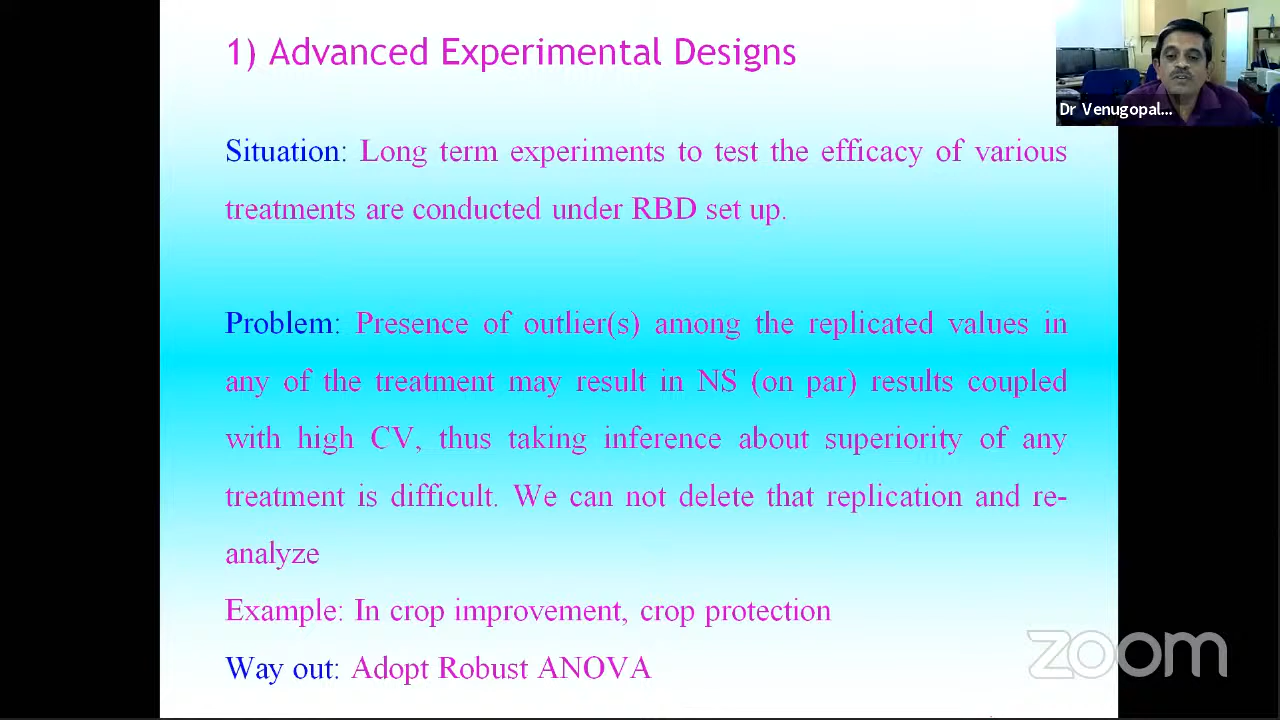 1) Advanced Experimental Designs
Dr Venugopal...
Situation: Long term experiments to test the efficacy of various
treatments are conducted under RBD set up.
Problem: Presence of outlier(s) among the replicated values in
any of the treatment may result in NS (on par) results coupled
with high CV, thus taking inference about superiority of any
treatment is difficult. We can not delete that replication and re-
analyze
Example: In crop improvement, crop protection
Way out: Adopt Robust ANOVA
zoom